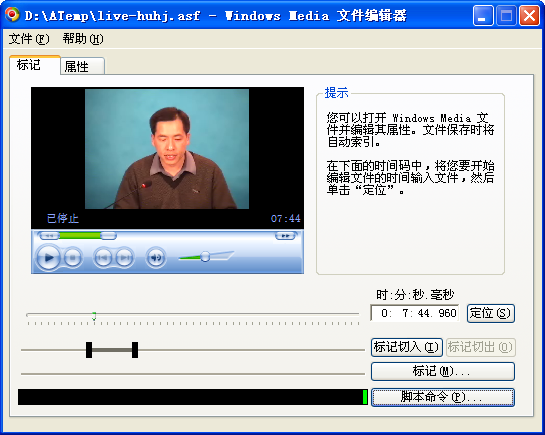 D:\ATemp\live-huhj.asf - Windows Media 文件编辑器
文件(F) 帮助(H)
标记 属性
提示
您可以打开 Windows Media 文
件并编辑其属性。文件保存时将
自动索引。
在下面的时间码中，将您要开始
编辑文件的时间输入文件，然后
单击“定位”。
已停止 07:44
时:分:秒.毫秒
0: 7:44.960 定位(S)
标记切入(I) 标记切出(O)
标记(M)...
脚本命令(P)...